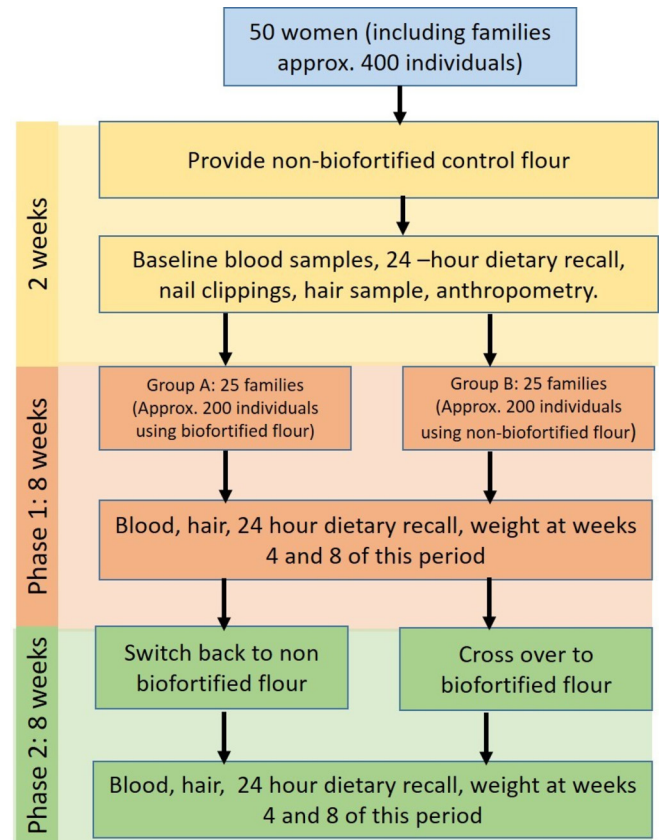 50 women (including families
approx. 400 individuals)
2 weeks
Provide non-biofortified control flour
Baseline blood samples, 24 –hour dietary recall,
nail clippings, hair sample, anthropometry.
Phase 1: 8 weeks
Group A: 25 families
(Approx. 200 individuals
using biofortified flour)
Group B: 25 families
(Approx. 200 individuals
using non-biofortified flour)
Blood, hair, 24 hour dietary recall, weight at weeks
4 and 8 of this period
Phase 2: 8 weeks
Switch back to non
biofortified flour
Cross over to
biofortified flour
Blood, hair, 24 hour dietary recall, weight at weeks
4 and 8 of this period